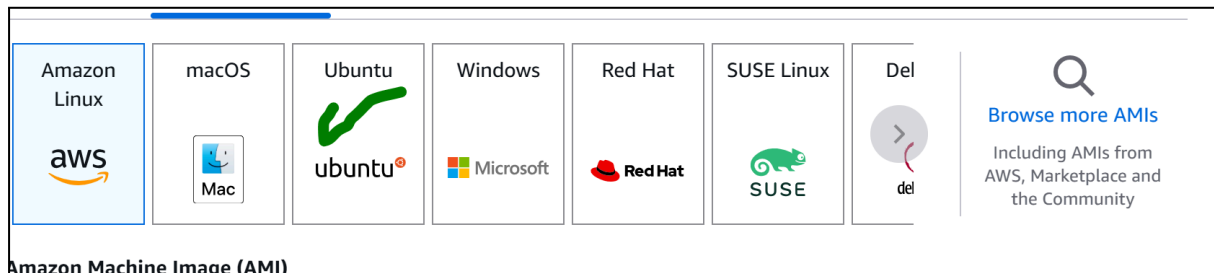 Amazon
Linux
aws
macOS
Mac
Ubuntu
ubuntu
Windows
Microsoft
Red Hat
Red Hat
SUSE Linux
SUSE
Browse more AMIs
Including AMIs from
AWS, Marketplace and
the Community
Amazon Machine Image (AMI)